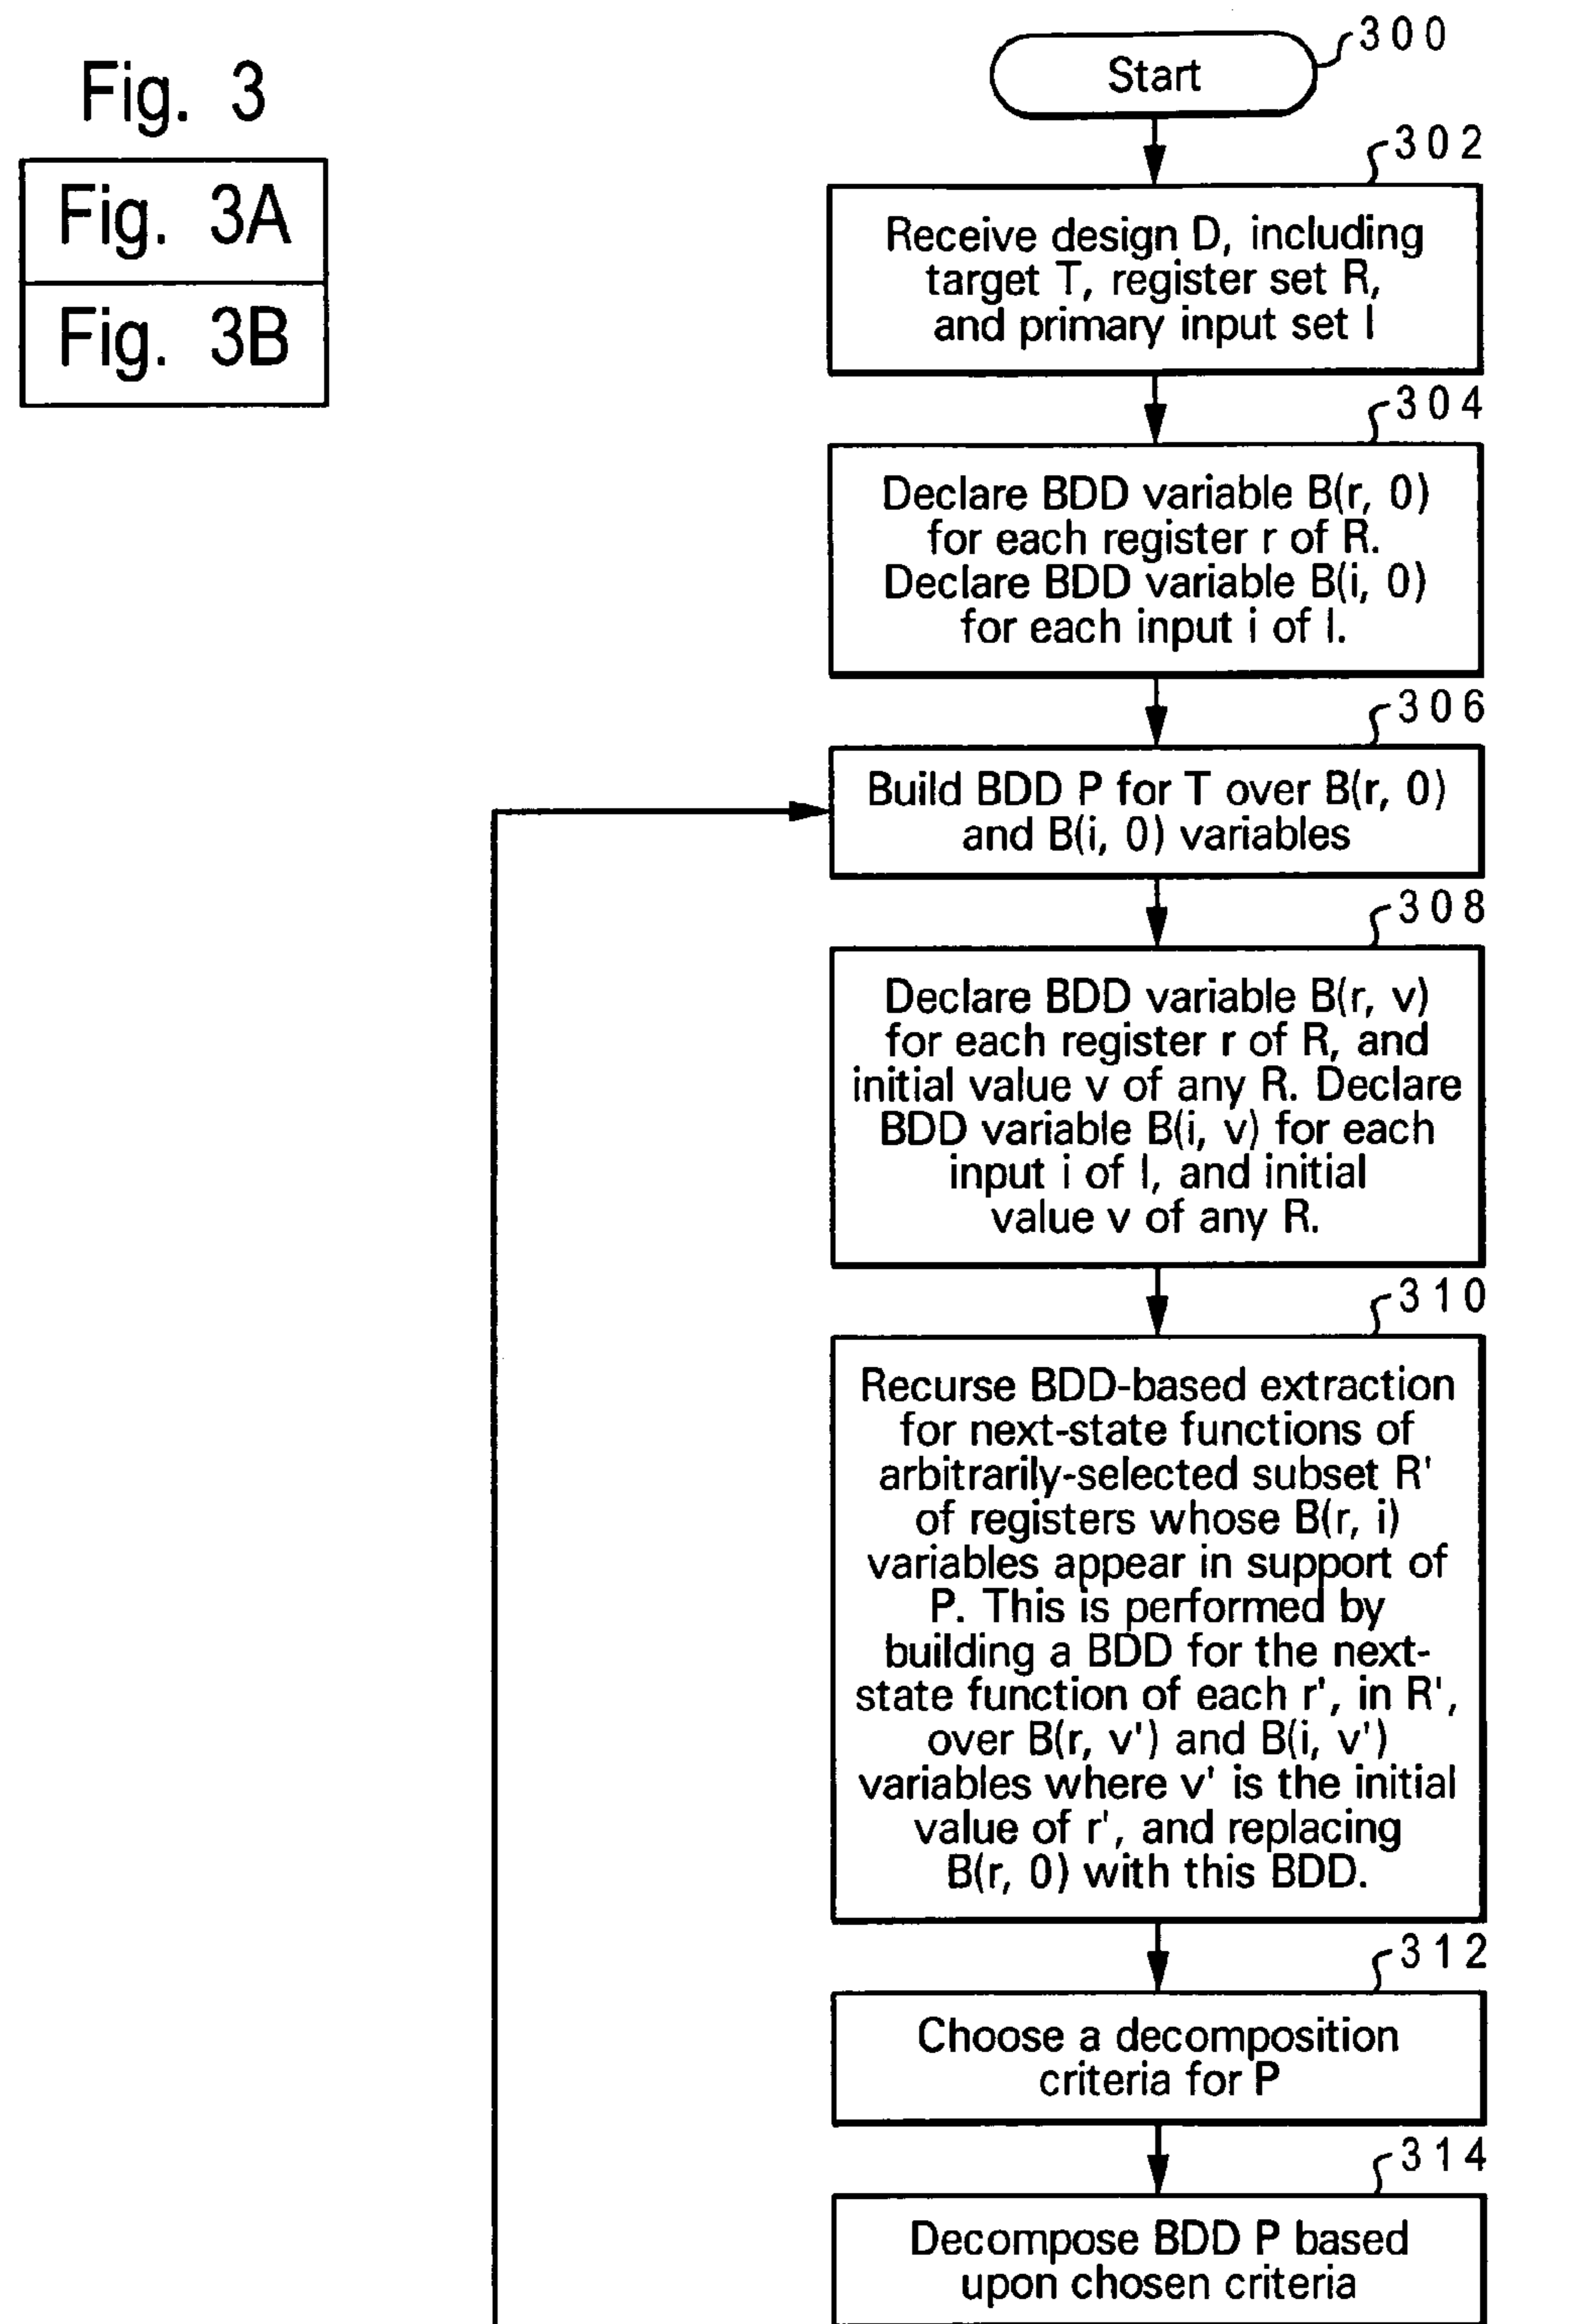 Fig. 3
Fig. 3A
Fig. 3B
300
Start
302
Receive design D, including
target T, register set R,
and primary input set I
304
Declare BDD variable B(r, 0)
for each register r of R.
Declare BDD variable B(i, 0)
for each input i of I.
306
Build BDD P for T over B(r, 0)
and B(i, 0) variables
308
Declare BDD variable B(r, v)
for each register r of R, and
initial value v of any R. Declare
BDD variable B(i, v) for each
input i of I, and initial
value v of any R.
310
Recurse BDD-based extraction
for next-state functions of
arbitrarily-selected subset R'
of registers whose B(r, i)
variables appear in support of
P. This is performed by
building a BDD for the next-
state function of each r', in R',
over B(r, v') and B(i, v')
variables where v' is the initial
value of r', and replacing
B(r, 0) with this BDD.
312
Choose a decomposition
criteria for P
314
Decompose BDD P based
upon chosen criteria